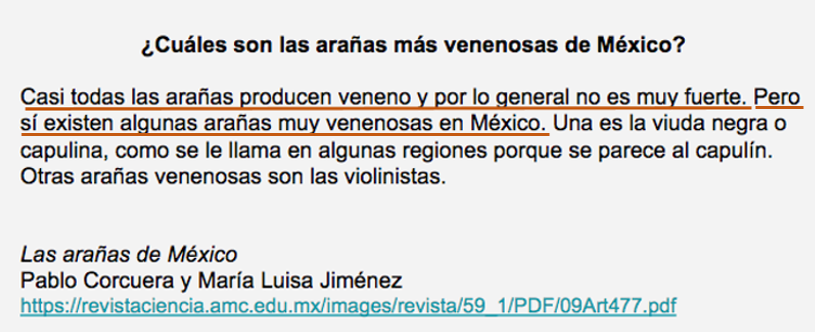 ¿Cuáles son las arañas más venenosas de México?
Casi todas las arañas producen veneno y por lo general no es muy fuerte. Pero
sí existen algunas arañas muy venenosas en México. Una es la viuda negra o
capulina, como se le llama en algunas regiones porque se parece al capulín.
Otras arañas venenosas son las violinistas.
Las arañas de México
Pablo Corcuera y María Luisa Jiménez
https://revistaciencia.amc.edu.mx/images/revista/59_1/PDF/09Art477.pdf